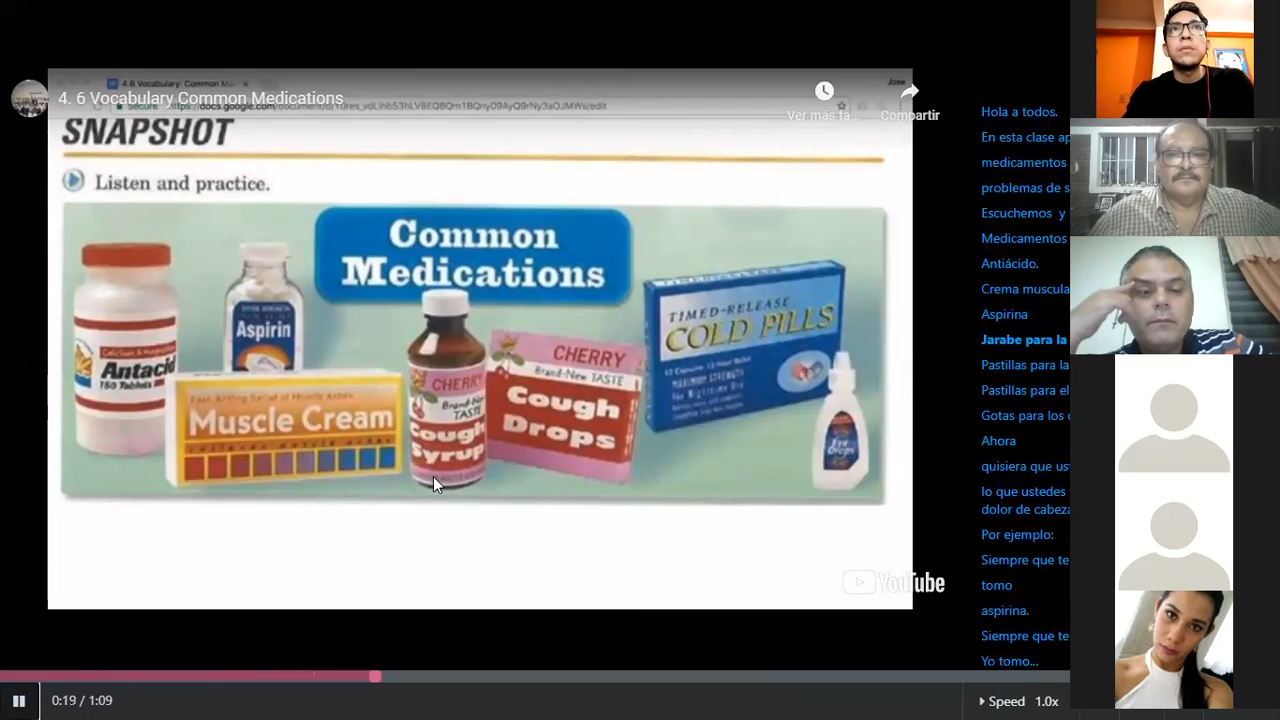 4. 6 Vocabulary Common Medications
Ver más ta...
Compartir
Jose
SNAPSHOT
Listen and practice.
Common
Medications
Antacid
150 Tablets
Aspirin
Muscle Cream
CHERRY
Brand-New
TASTE
Cough
Syrup
CHERRY
Brand-New TASTE
Cough
Drops
TIMED-RELEASE
COLD PILLS
Eye
Drops
YouTube
Hola a todos.
En esta clase ap
medicamentos
problemas de s
Escuchemos y
Medicamentos
Antiácido.
Crema muscula
Aspirina
Jarabe para la
Pastillas para la
Pastillas para el
Gotas para los
Ahora
quisiera que us
lo que ustedes
dolor de cabeza
Por ejemplo:
Siempre que te
tomo
aspirina.
Siempre que te
Yo tomo...
0:19 / 1:09
Speed 1.0x